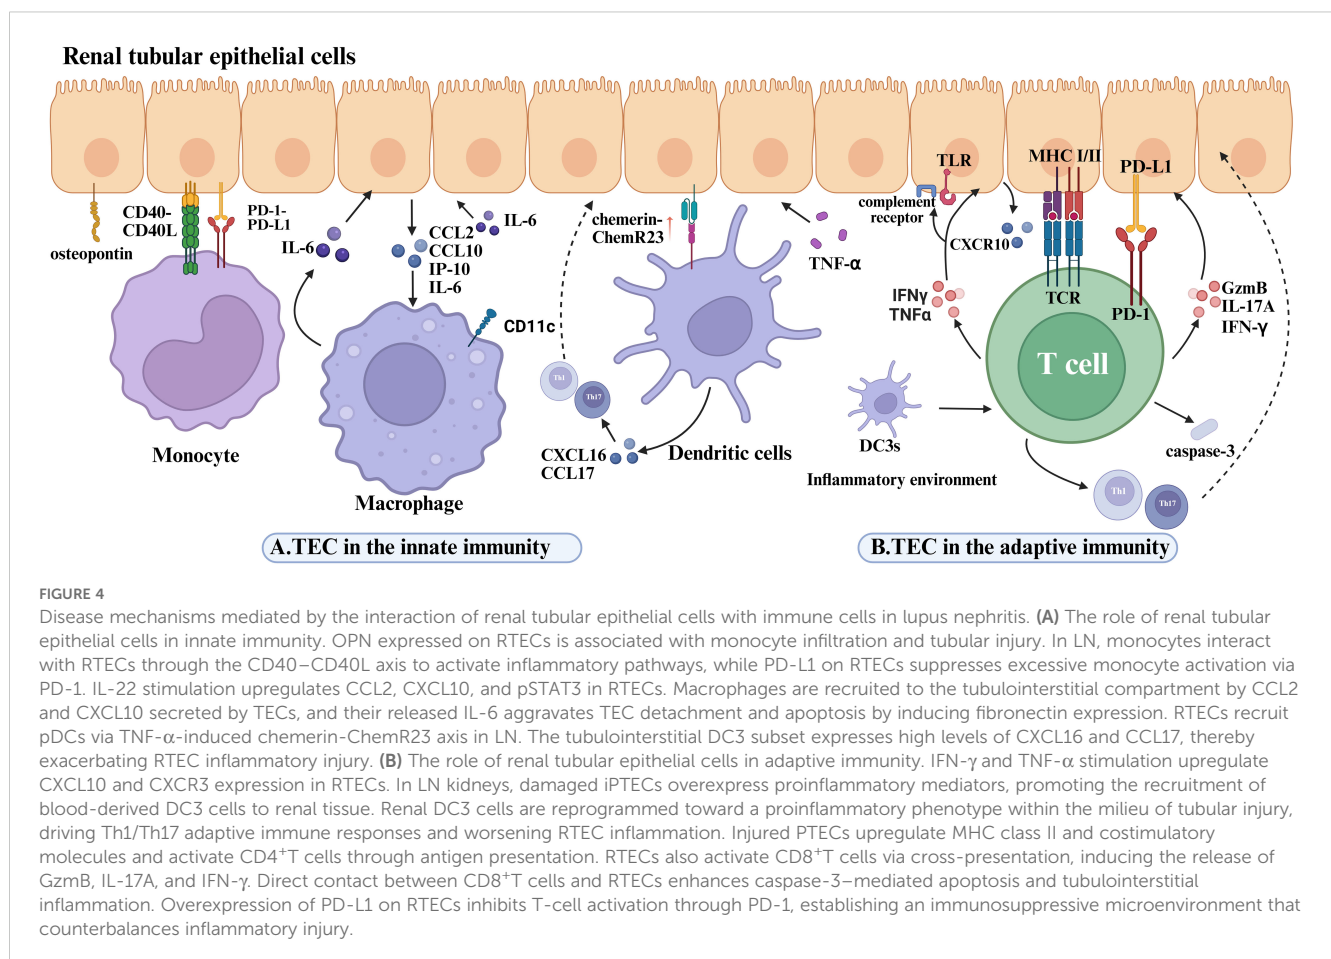 Renal tubular epithelial cells
osteopontin
CD40-
CD40L
PD-1-
PD-L1
IL-6
CCL2
CCL10
IP-10
IL-6
IL-6
CD11c
Monocyte
Macrophage
chemerin-
ChemR23
TNF-α
Th1
Th17
CXCL16
CCL17
Dendritic cells
A.TEC in the innate immunity
complement
receptor
TLR
CXCR10
MHC I/II
PD-L1
IFNγ
TNFα
TCR
PD-1
T cell
GzmB
IL-17A
IFN-γ
DC3s
Inflammatory environment
caspase-3
Th1
Th17
B.TEC in the adaptive immunity
FIGURE 4
Disease mechanisms mediated by the interaction of renal tubular epithelial cells with immune cells in lupus nephritis. (A) The role of renal tubular
epithelial cells in innate immunity. OPN expressed on RTECs is associated with monocyte infiltration and tubular injury. In LN, monocytes interact
with RTECs through the CD40–CD40L axis to activate inflammatory pathways, while PD-L1 on RTECs suppresses excessive monocyte activation via
PD-1. IL-22 stimulation upregulates CCL2, CXCL10, and pSTAT3 in RTECs. Macrophages are recruited to the tubulointerstitial compartment by CCL2
and CXCL10 secreted by TECs, and their released IL-6 aggravates TEC detachment and apoptosis by inducing fibronectin expression. RTECs recruit
pDCs via TNF-α-induced chemerin-ChemR23 axis in LN. The tubulointerstitial DC3 subset expresses high levels of CXCL16 and CCL17, thereby
exacerbating RTEC inflammatory injury. (B) The role of renal tubular epithelial cells in adaptive immunity. IFN-γ and TNF-α stimulation upregulate
CXCL10 and CXCR3 expression in RTECs. In LN kidneys, damaged iPTECs overexpress proinflammatory mediators, promoting the recruitment of
blood-derived DC3 cells to renal tissue. Renal DC3 cells are reprogrammed toward a proinflammatory phenotype within the milieu of tubular injury,
driving Th1/Th17 adaptive immune responses and worsening RTEC inflammation. Injured PTECs upregulate MHC class II and costimulatory
molecules and activate CD4⁺T cells through antigen presentation. RTECs also activate CD8⁺T cells via cross-presentation, inducing the release of
GzmB, IL-17A, and IFN-γ. Direct contact between CD8⁺T cells and RTECs enhances caspase-3–mediated apoptosis and tubulointerstitial
inflammation. Overexpression of PD-L1 on RTECs inhibits T-cell activation through PD-1, establishing an immunosuppressive microenvironment that
counterbalances inflammatory injury.